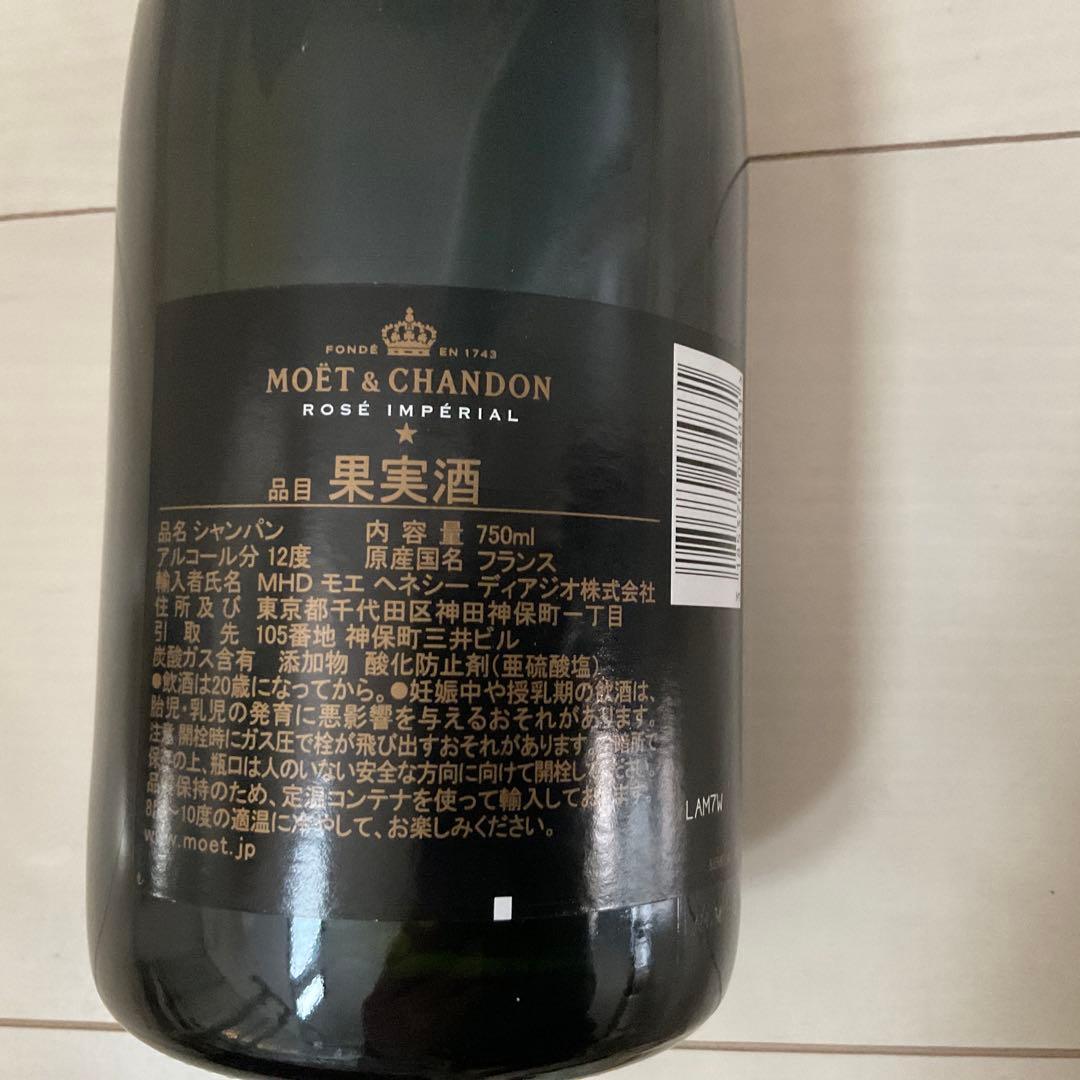 FONDÉ EN 1743
MOËT & CHANDON
ROSÉ IMPÉRIAL
品目 果実酒
品名 シャンパン 内容量 750ml
アルコール分 12度 原産国名 フランス
輸入者氏名 MHD モエ ヘネシー ディアジオ株式会社
住所及び 東京都千代田区神田神保町一丁目
引取先 105番地 神保町三井ビル
炭酸ガス含有 添加物 酸化防止剤(亜硫酸塩)
●飲酒は20歳になってから。●妊娠中や授乳期の飲酒は、
胎児・乳児の発育に悪影響を与えるおそれがあります。
注意 開栓時にガス圧で栓が飛び出すおそれがあります。
の上、瓶口は人のいない安全な方向に向けて開栓し
保持のため、定温コンテナを使って輸入しております。
10度の適温に冷やして、お楽しみください。
www.moet.jp
LAM7W